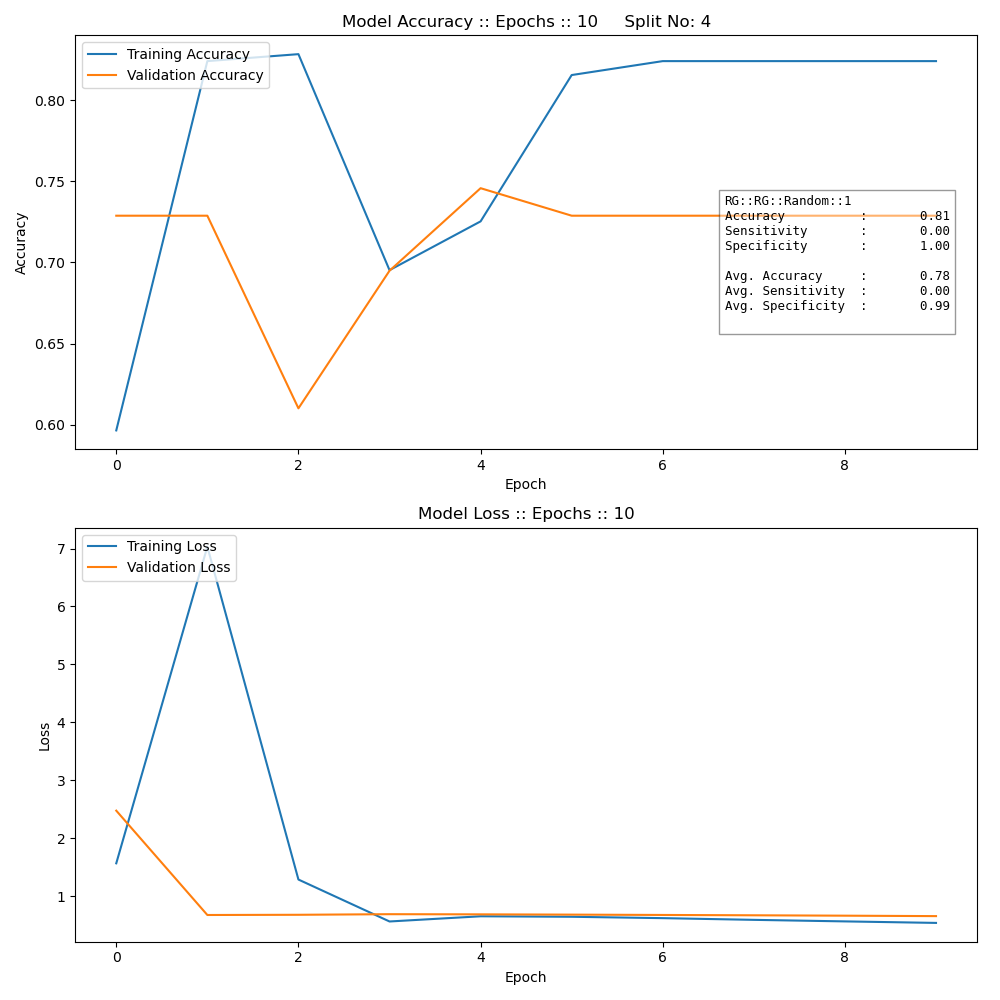 Model Accuracy :: Epochs :: 10     Split No: 4
Training Accuracy
Validation Accuracy
0.80
0.75
0.70
0.65
0.60
Accuracy
RG::RG::Random::1
Accuracy          :       0.81
Sensitivity       :       0.00
Specificity       :       1.00
Avg. Accuracy     :       0.78
Avg. Sensitivity  :       0.00
Avg. Specificity  :       0.99
0 2 4 6 8
Epoch
Model Loss :: Epochs :: 10
Training Loss
Validation Loss
7
6
5
4
3
2
1
Loss
0 2 4 6 8
Epoch